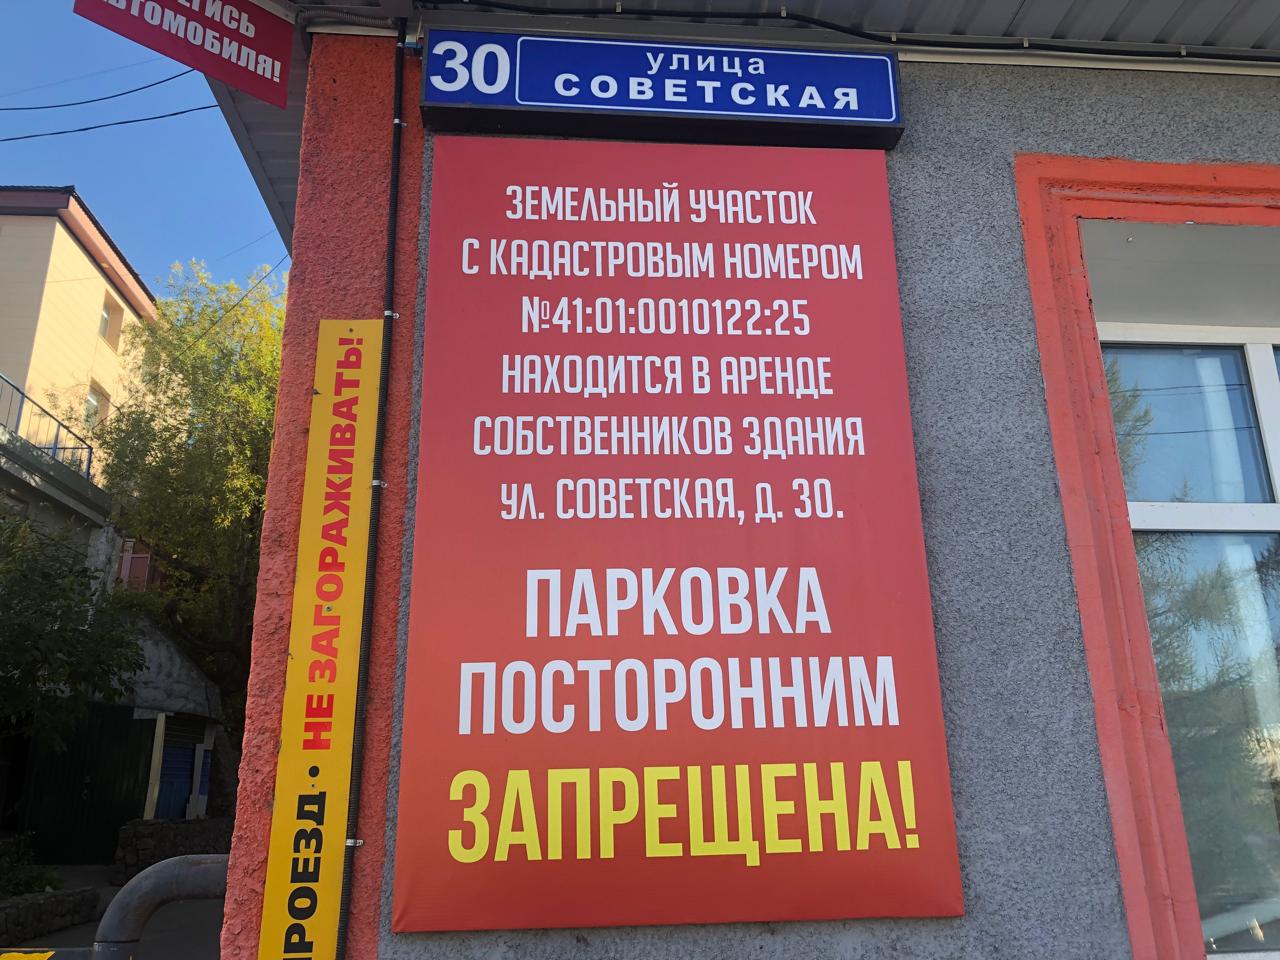 АВТОМОБИЛЯ!
30
улица
СОВЕТСКАЯ
ЗЕМЕЛЬНЫЙ УЧАСТОК
С КАДАСТРОВЫМ НОМЕРОМ
№41:01:0010122:25
НАХОДИТСЯ В АРЕНДЕ
СОБСТВЕННИКОВ ЗДАНИЯ
УЛ. СОВЕТСКАЯ, Д. 30.
ПАРКОВКА
ПОСТОРОННИМ
ЗАПРЕЩЕНА!
ПРОЕЗД • НЕ ЗАГОРАЖИВАТЬ!